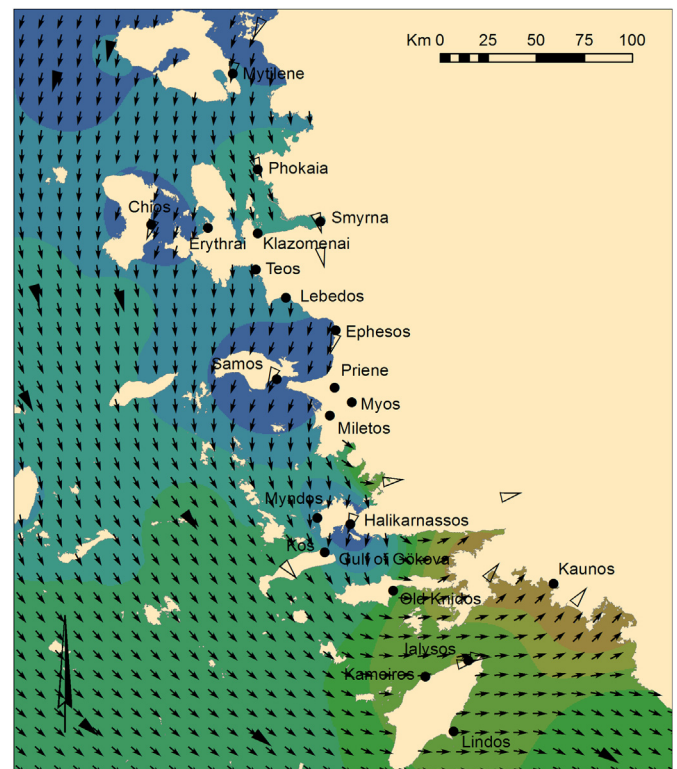 Km 0 25 50 75 100
Mytilene
Phokaia
Chios
Smyrna
Erythrai
Klazomenai
Teos
Lebedos
Ephesos
Samos
Priene
Myos
Miletos
Myndos
Halikarnassos
Kos
Gulf of Gökova
Kaunos
Old Knidos
Ialysos
Kameiros
Lindos